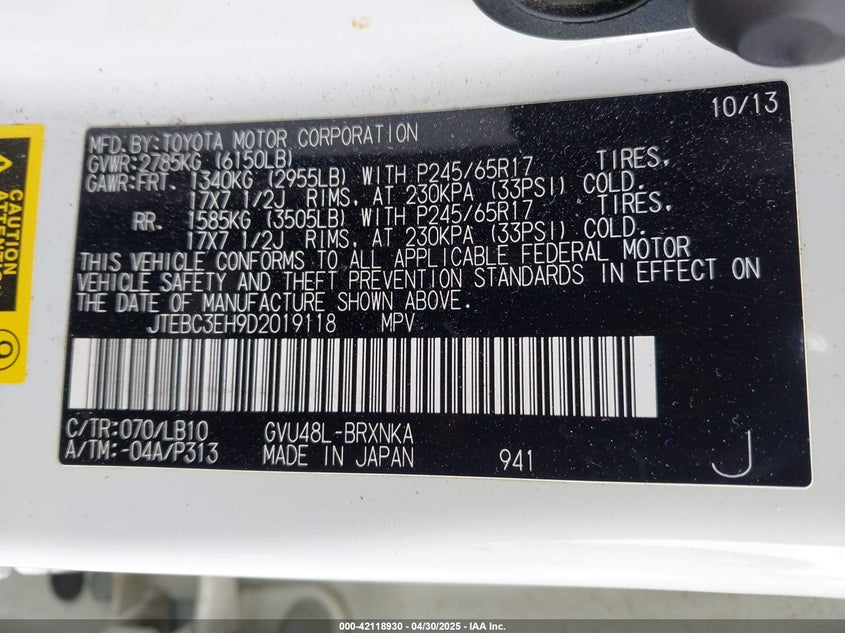 10/13
MFD. BY: TOYOTA MOTOR CORPORATION
GVWR: 2785KG (6150LB)
GAWR: FRT. 1340KG (2955LB) WITH P245/65R17 TIRES,
17X7 1/2J RIMS, AT 230KPA (33PSI) COLD.
RR. 1585KG (3505LB) WITH P245/65R17 TIRES,
17X7 1/2J RIMS, AT 230KPA (33PSI) COLD.
THIS VEHICLE CONFORMS TO ALL APPLICABLE FEDERAL MOTOR
VEHICLE SAFETY AND THEFT PREVENTION STANDARDS IN EFFECT ON
THE DATE OF MANUFACTURE SHOWN ABOVE.
JTEBC3EH9D2019118 MPV
C/TR: 070/LB10 GVU48L-BRXNKA
A/TM: -04A/P313 MADE IN JAPAN 941 J
CAUTION
000-42118930 - 04/30/2025 - IAA Inc.